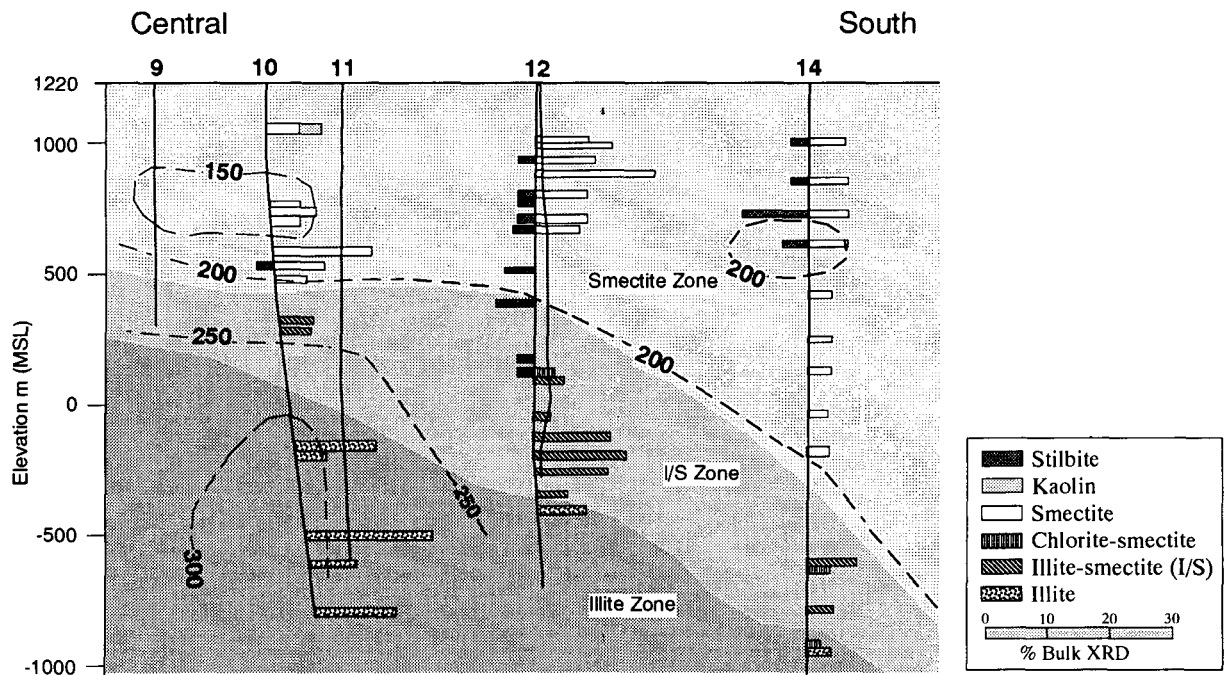 Central South
9 10 11 12 14
1220
1000
500
0
-500
-1000
Elevation m (MSL)
150
200
250
300
250
200
200
Smectite Zone
I/S Zone
Illite Zone
Stilbite
Kaolin
Smectite
Chlorite-smectite
Illite-smectite (I/S)
Illite
0 10 20 30
% Bulk XRD